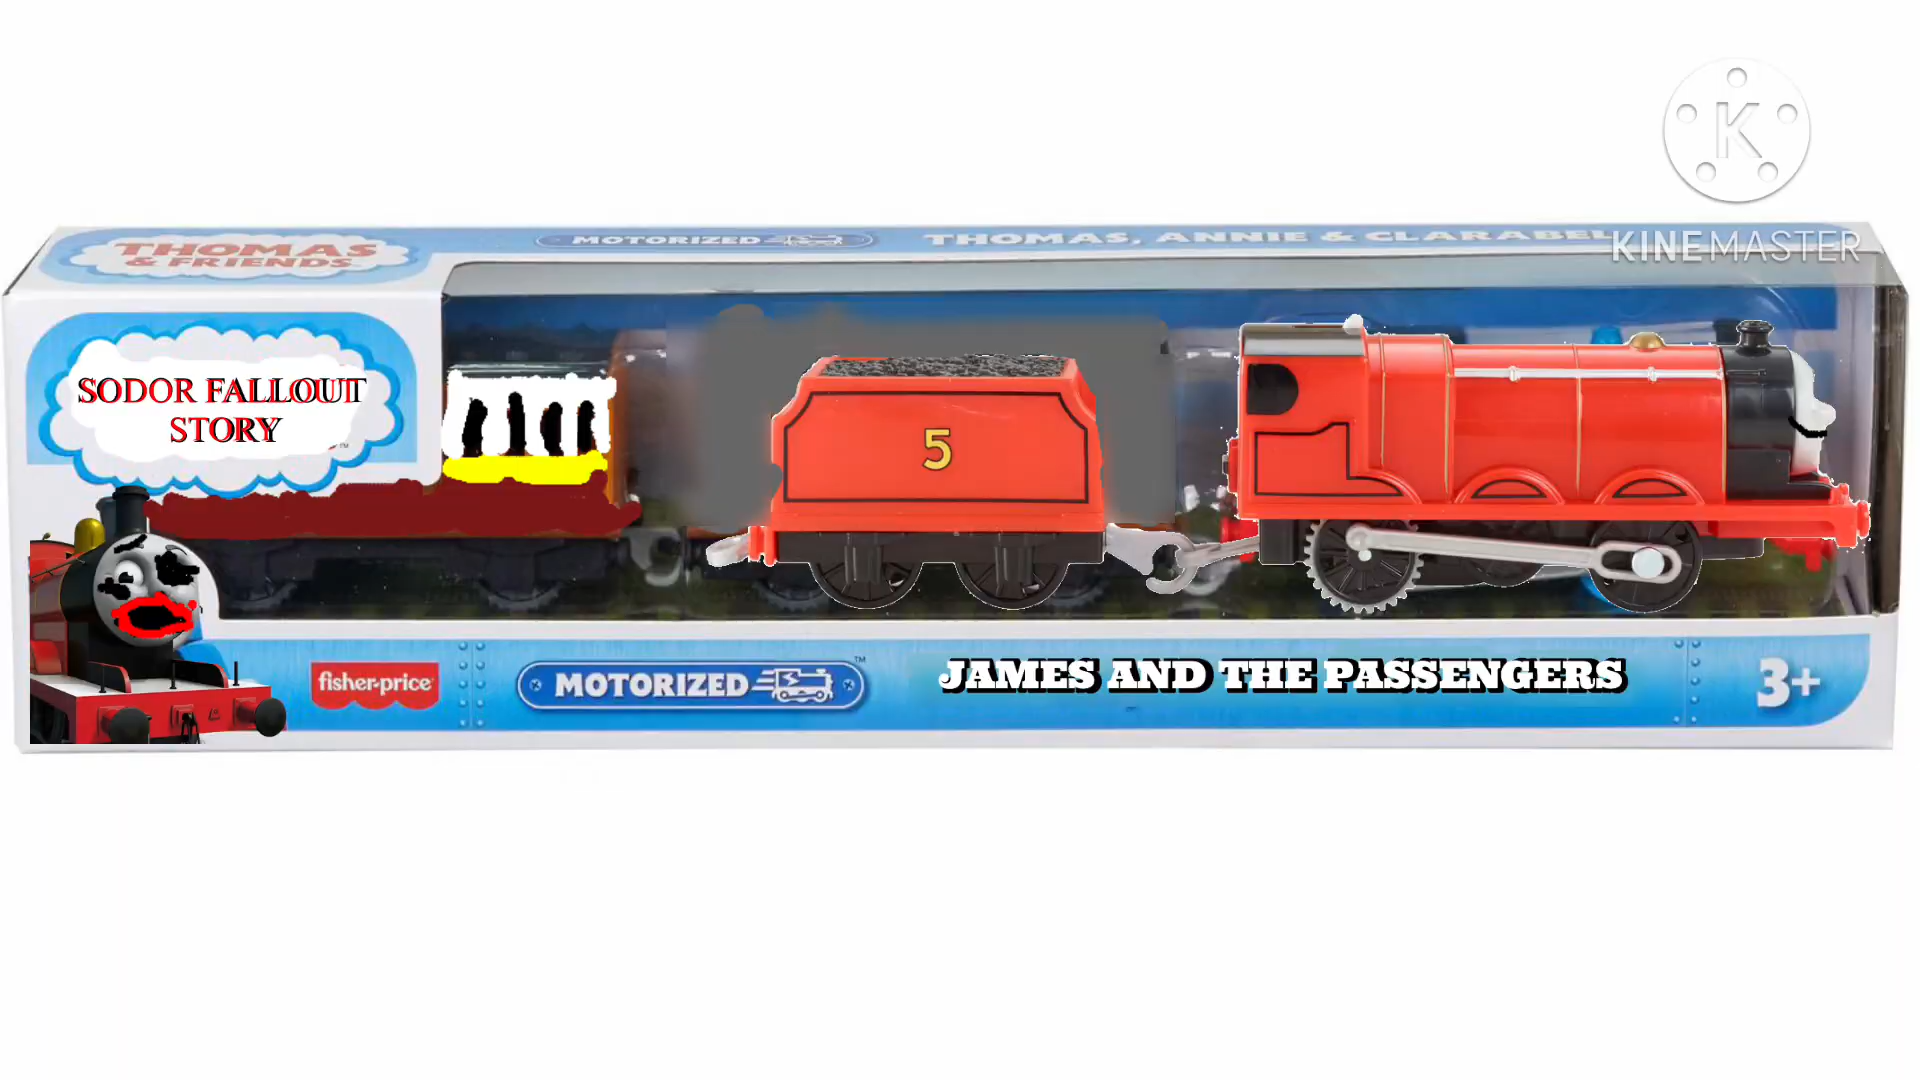 K
KINEMASTER
THOMAS
& FRIENDS
MOTORIZED
THOMAS, ANNIE & CLARABEL
SODOR FALLOUT
STORY
5
fisher-price
MOTORIZED
JAMES AND THE PASSENGERS
3+